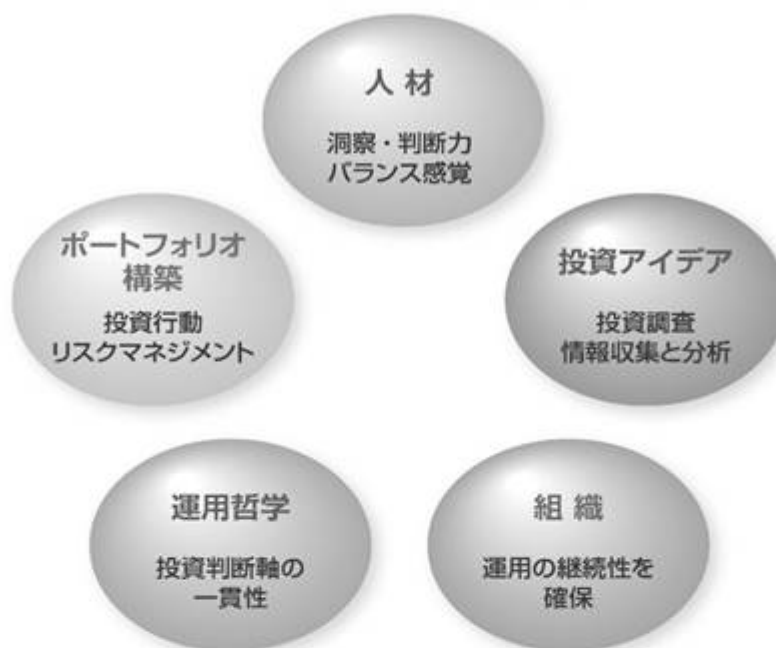 人材
洞察・判断力
バランス感覚
ポートフォリオ
構築
投資行動
リスクマネジメント
投資アイデア
投資調査
情報収集と分析
運用哲学
投資判断軸の
一貫性
組織
運用の継続性を
確保